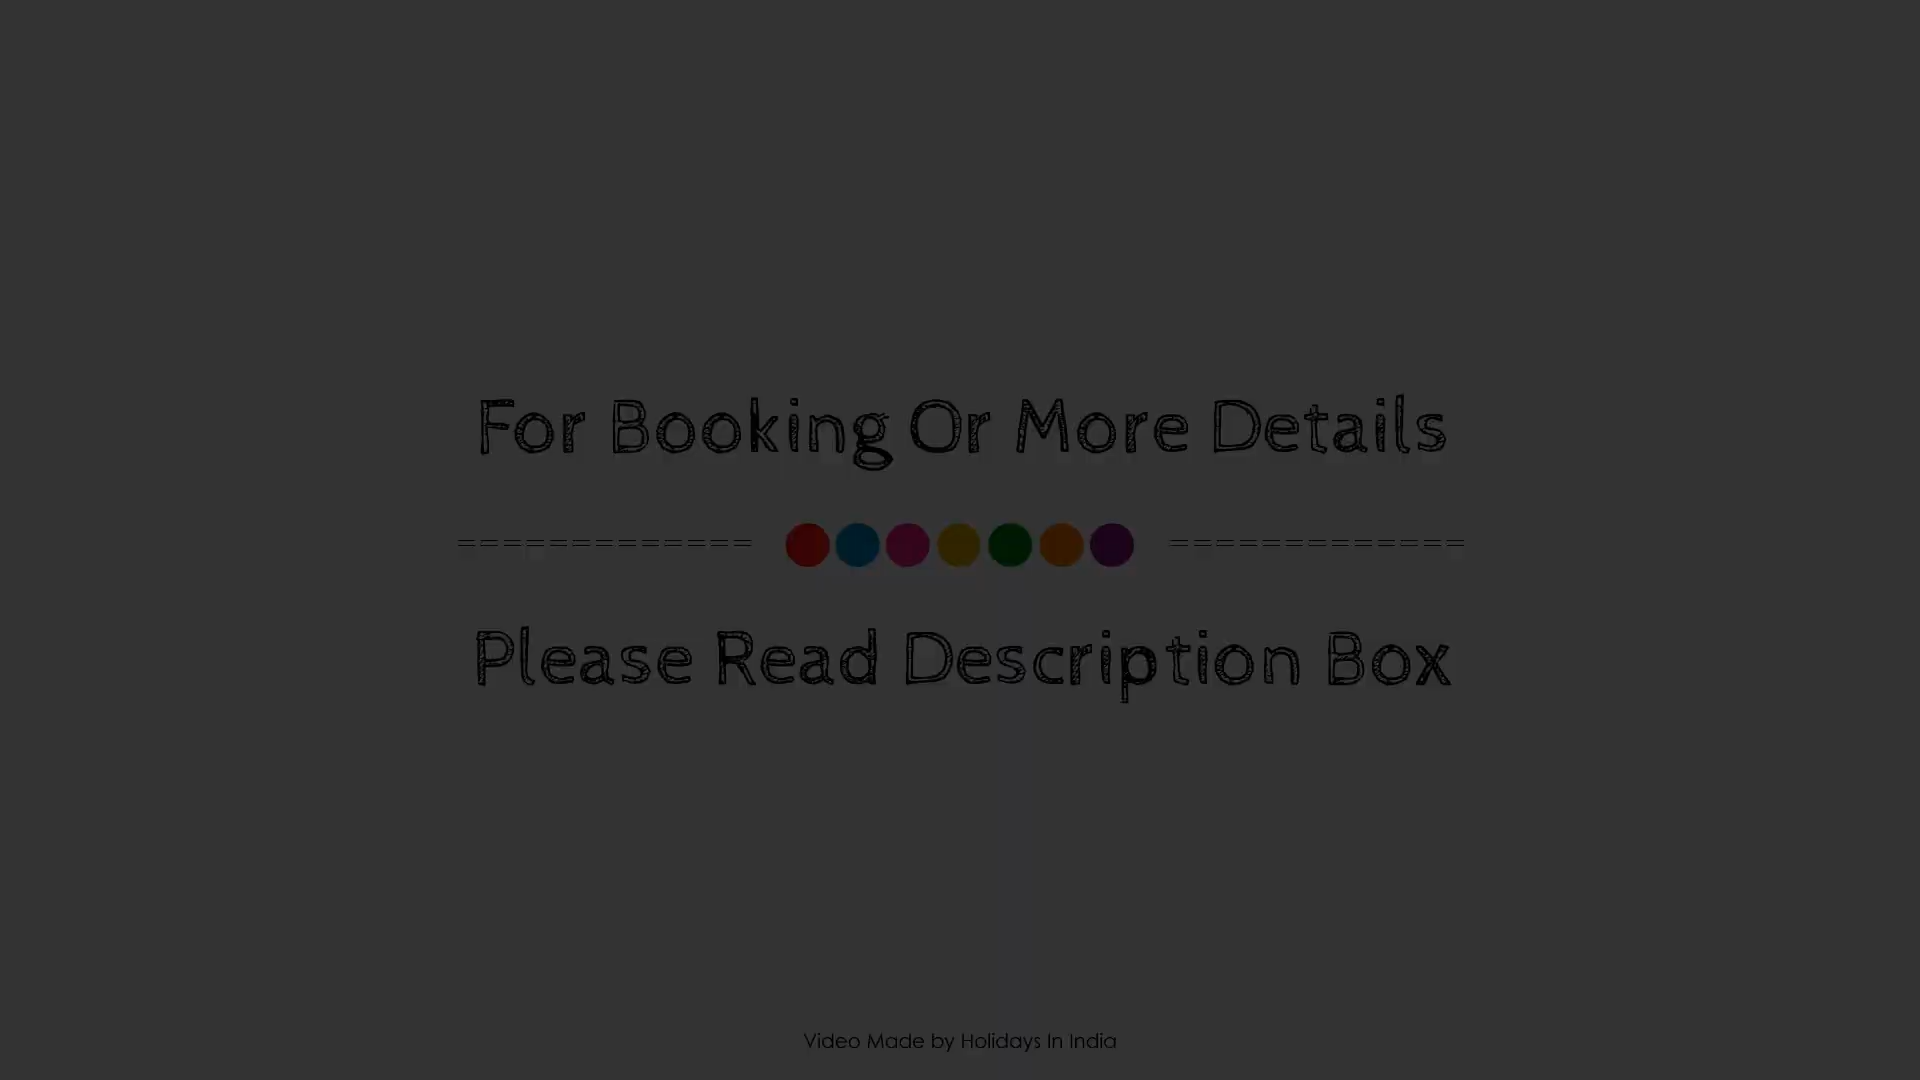 For Booking Or More Details
============= =============
Please Read Description Box
Video Made by Holidays In India